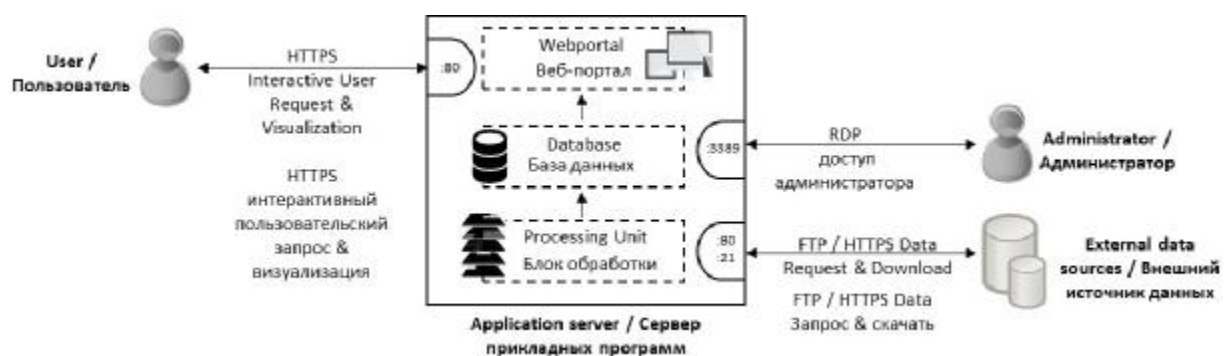 User /
Пользователь
HTTPS
Interactive User
Request &
Visualization
HTTPS
интерактивный
пользовательский
запрос &
визуализация
:80
Webportal
Веб-портал
Database
База данных
Processing Unit
Блок обработки
:3389
:80
:21
Application server / Сервер
прикладных программ
RDP
доступ
администратора
Administrator /
Администратор
FTP / HTTPS Data
Request & Download
FTP / HTTPS Data
Запрос & скачать
External data
sources / Внешний
источник данных